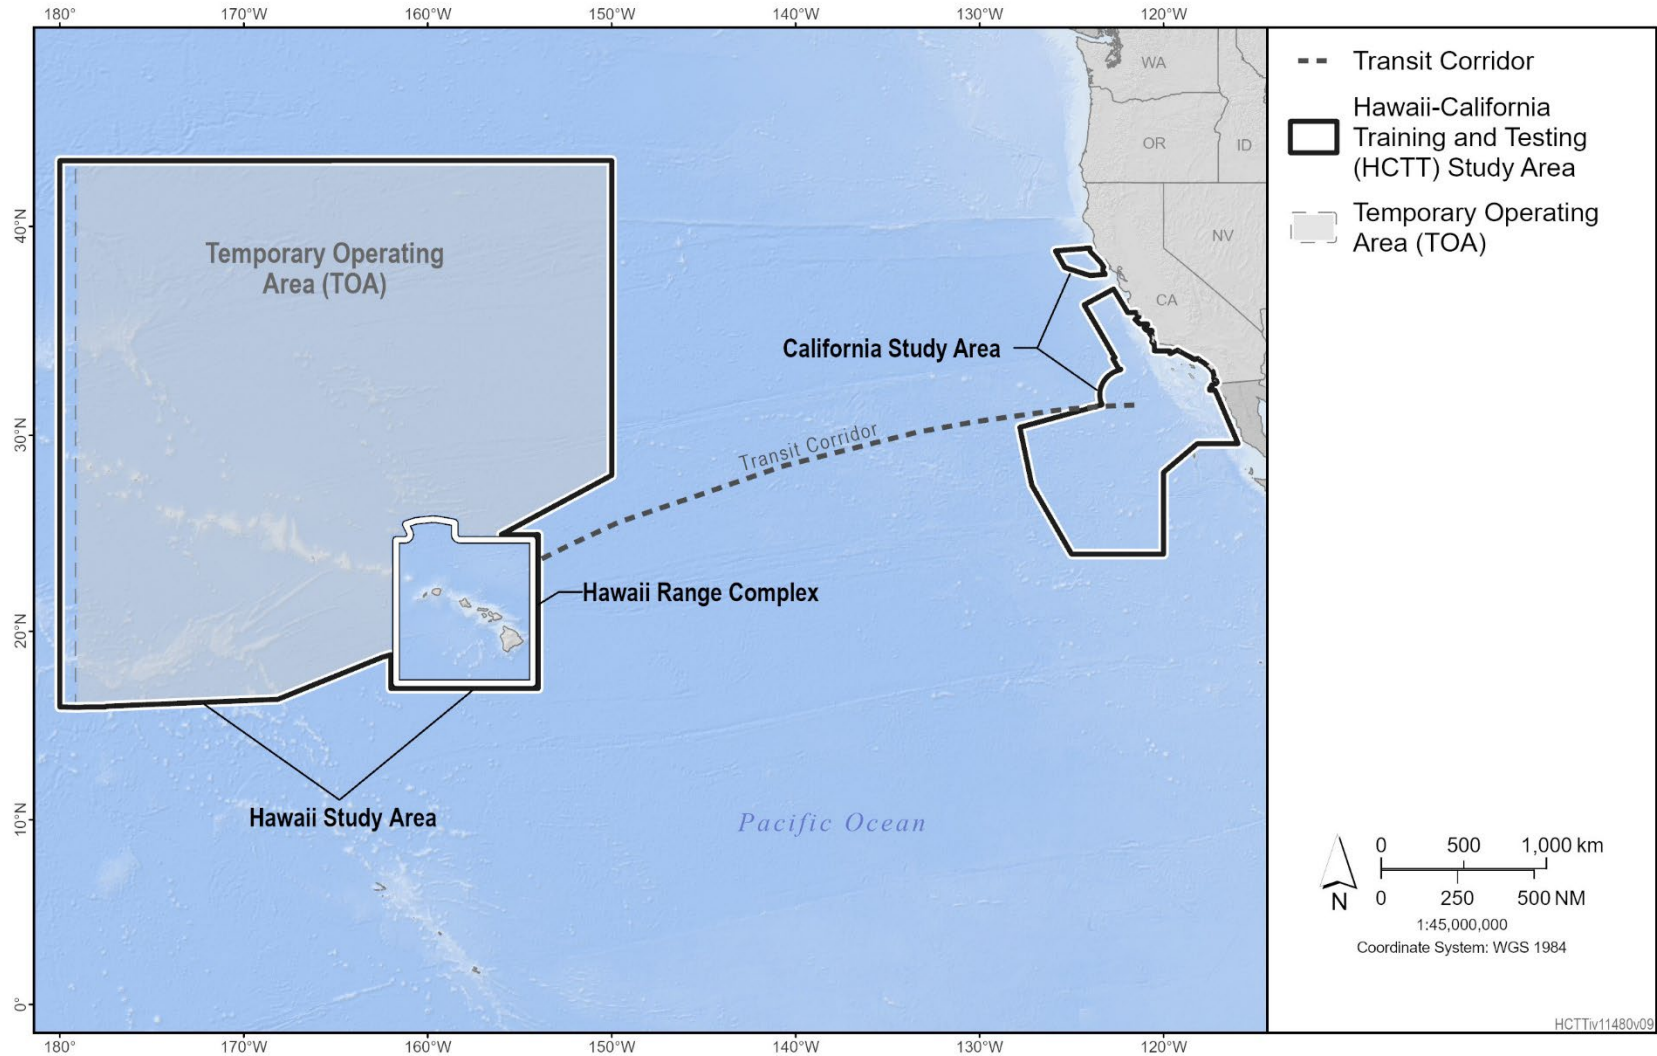 180°
170°W
160°W
150°W
140°W
130°W
120°W
WA
OR
ID
NV
CA
40°N
30°N
20°N
10°N
0°
Temporary Operating
Area (TOA)
California Study Area
Transit Corridor
Hawaii Range Complex
Hawaii Study Area
Pacific Ocean
180°
170°W
160°W
150°W
140°W
130°W
120°W
Transit Corridor
Hawaii-California
Training and Testing
(HCTT) Study Area
Temporary Operating
Area (TOA)
N
0 500 1,000 km
0 250 500 NM
1:45,000,000
Coordinate System: WGS 1984
HCTTiv11480v09